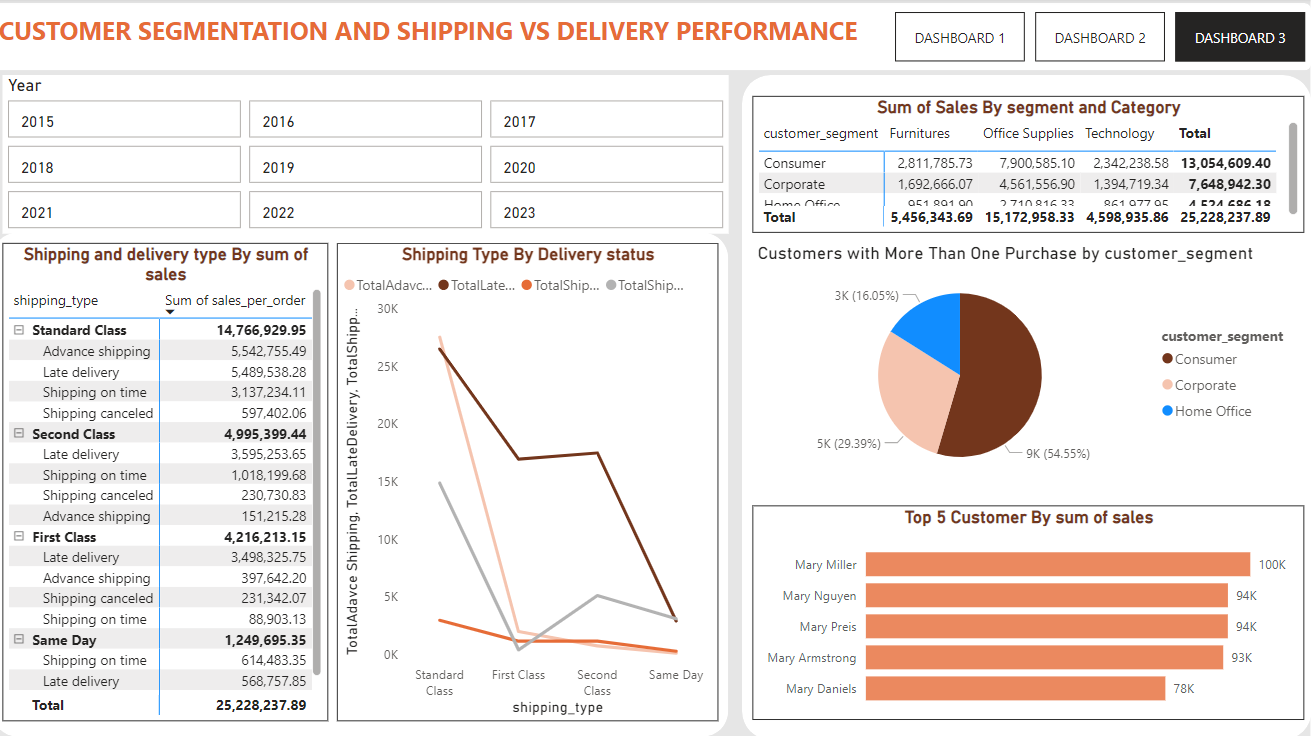 CUSTOMER SEGMENTATION AND SHIPPING VS DELIVERY PERFORMANCE
DASHBOARD 1
DASHBOARD 2
DASHBOARD 3
Year
2015 2016 2017
2018 2019 2020
2021 2022 2023
Shipping and delivery type By sum of
sales
shipping_type Sum of sales_per_order
Standard Class 14,766,929.95
Advance shipping 5,542,755.49
Late delivery 5,489,538.28
Shipping on time 3,137,234.11
Shipping canceled 597,402.06
Second Class 4,995,399.44
Late delivery 3,595,253.65
Shipping on time 1,018,199.68
Shipping canceled 230,730.83
Advance shipping 151,215.28
First Class 4,216,213.15
Late delivery 3,498,325.75
Advance shipping 397,642.20
Shipping canceled 231,342.07
Shipping on time 88,903.13
Same Day 1,249,695.35
Shipping on time 614,483.35
Late delivery 568,757.85
Total 25,228,237.89
Shipping Type By Delivery status
TotalAdavc... TotalLate... TotalShip... TotalShip...
TotalAdavce Shipping, TotalLateDelivery, TotalShipp...
30K
25K
20K
15K
10K
5K
0K
Standard
Class
First Class
Second
Class
Same Day
shipping_type
Sum of Sales By segment and Category
customer_segment Furnitures Office Supplies Technology Total
Consumer 2,811,785.73 7,900,585.10 2,342,238.58 13,054,609.40
Corporate 1,692,666.07 4,561,556.90 1,394,719.34 7,648,942.30
Home Office 951,891.90 2,710,816.33 861,977.95 4,524,686.18
Total 5,456,343.69 15,172,958.33 4,598,935.86 25,228,237.89
Customers with More Than One Purchase by customer_segment
3K (16.05%)
5K (29.39%)
9K (54.55%)
customer_segment
Consumer
Corporate
Home Office
Top 5 Customer By sum of sales
Mary Miller 100K
Mary Nguyen 94K
Mary Preis 94K
Mary Armstrong 93K
Mary Daniels 78K